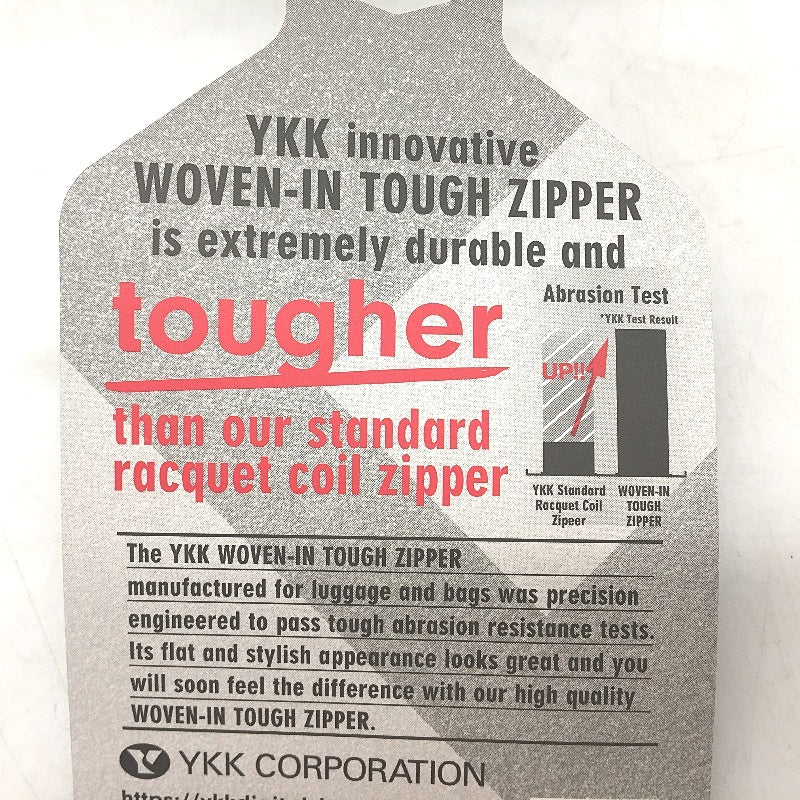 YKK innovative
WOVEN-IN TOUGH ZIPPER
is extremely durable and
tougher
than our standard
racquet coil zipper
Abrasion Test
*YKK Test Result
UP!!
YKK Standard
Racquet Coil
Zipeer
WOVEN-IN
TOUGH
ZIPPER
The YKK WOVEN-IN TOUGH ZIPPER
manufactured for luggage and bags was precision
engineered to pass tough abrasion resistance tests.
Its flat and stylish appearance looks great and you
will soon feel the difference with our high quality
WOVEN-IN TOUGH ZIPPER.
YKK CORPORATION